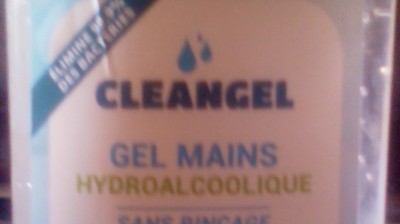 ÉLIMINE 99,9%
DES BACTÉRIES
CLEANGEL
GEL MAINS
HYDROALCOOLIQUE
SANS RINÇAGE